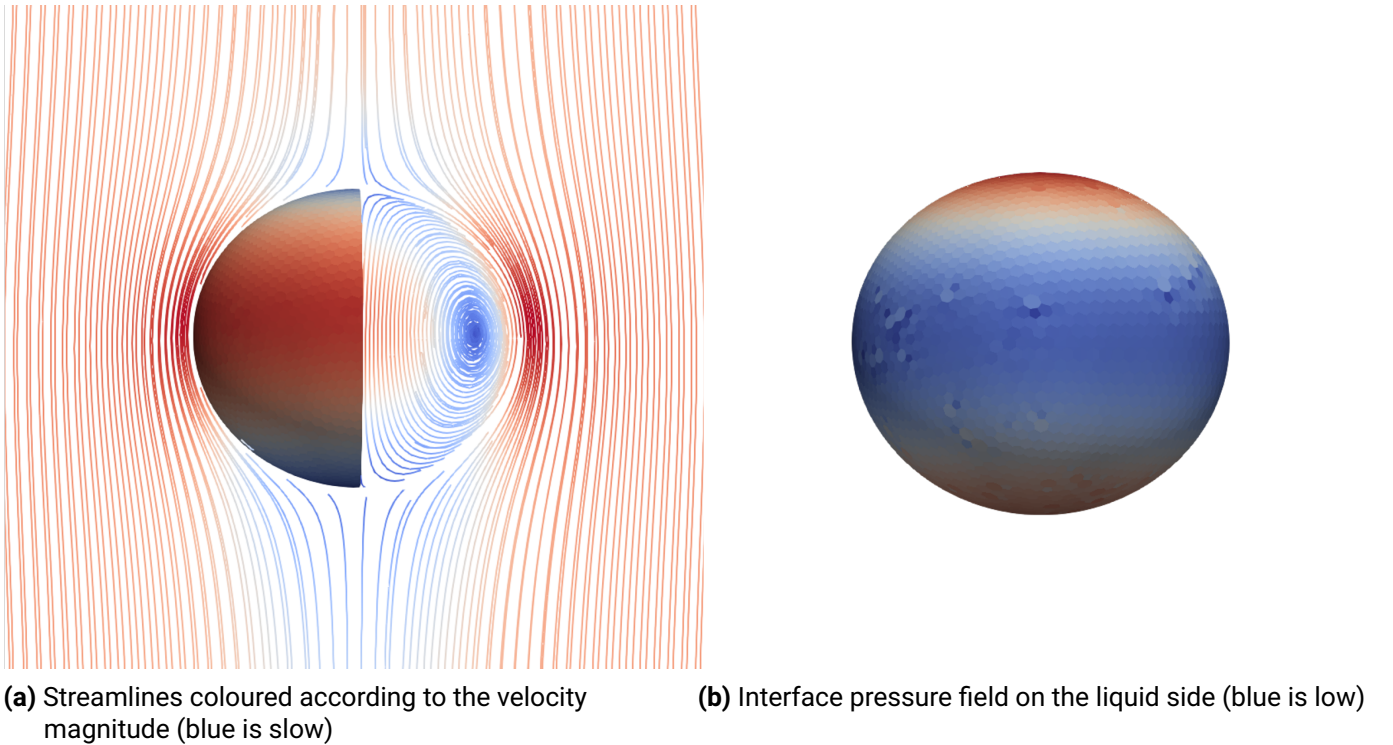 (a) Streamlines coloured according to the velocity
magnitude (blue is slow)
(b) Interface pressure field on the liquid side (blue is low)